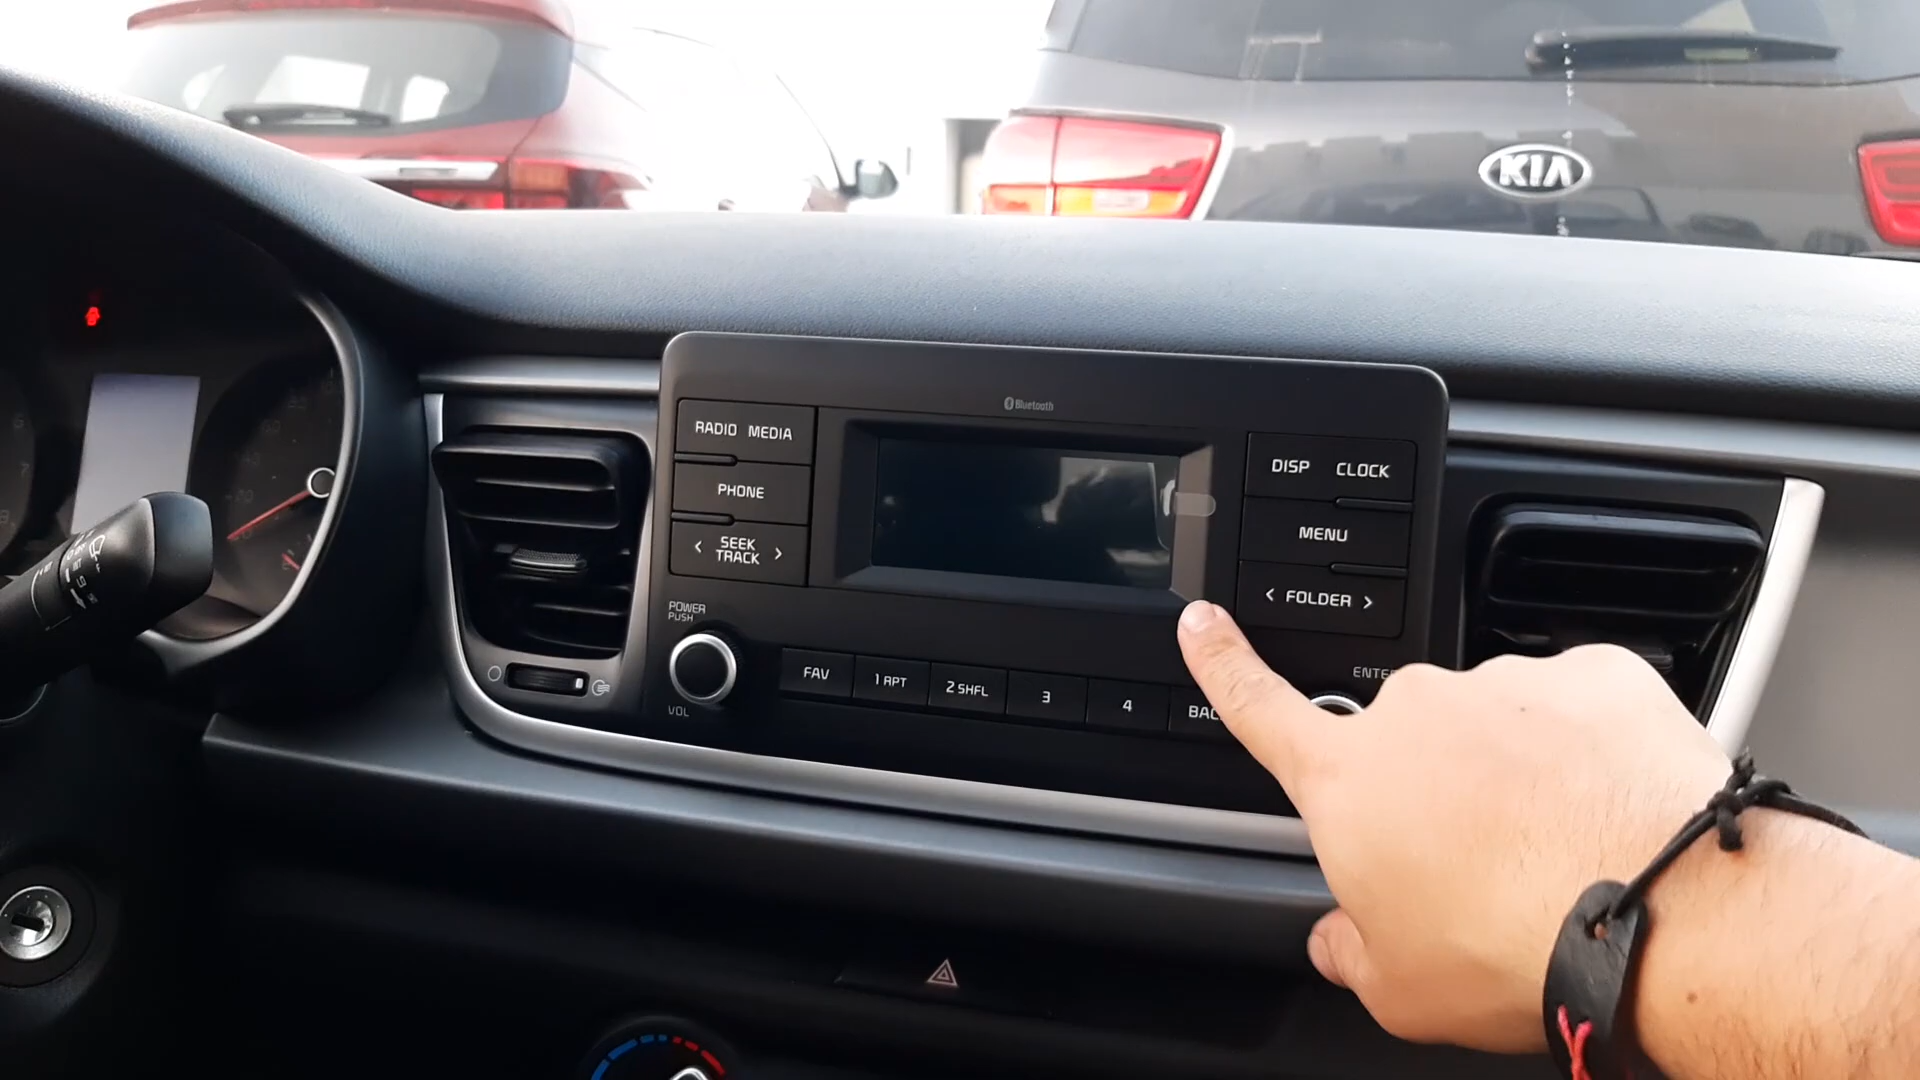 KIA
Bluetooth
RADIO MEDIA
DISP CLOCK
PHONE
MENU
< SEEK TRACK >
< FOLDER >
POWER
PUSH
VOL
FAV
1 RPT
2 SHFL
3
4
ENTER